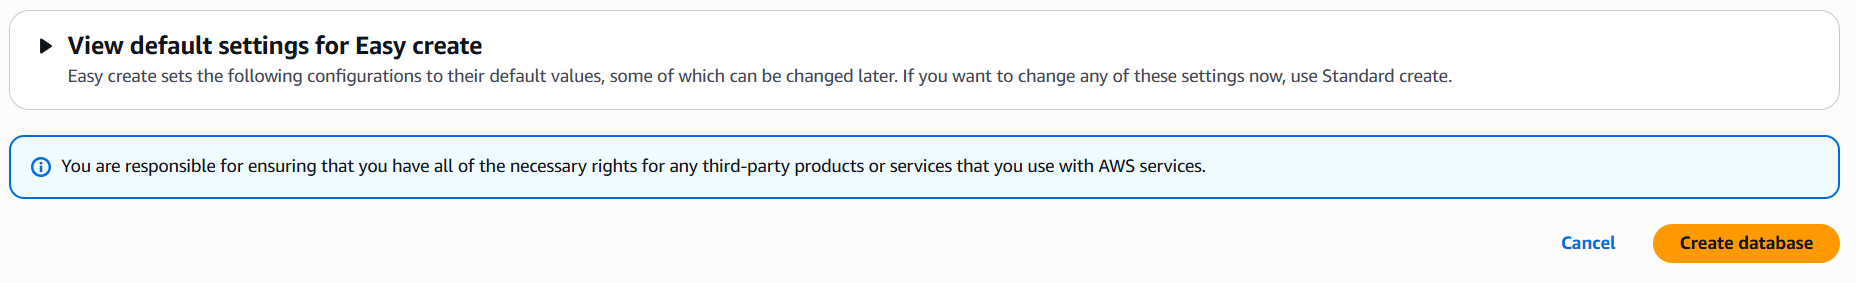 View default settings for Easy create
Easy create sets the following configurations to their default values, some of which can be changed later. If you want to change any of these settings now, use Standard create.
You are responsible for ensuring that you have all of the necessary rights for any third-party products or services that you use with AWS services.
Cancel
Create database